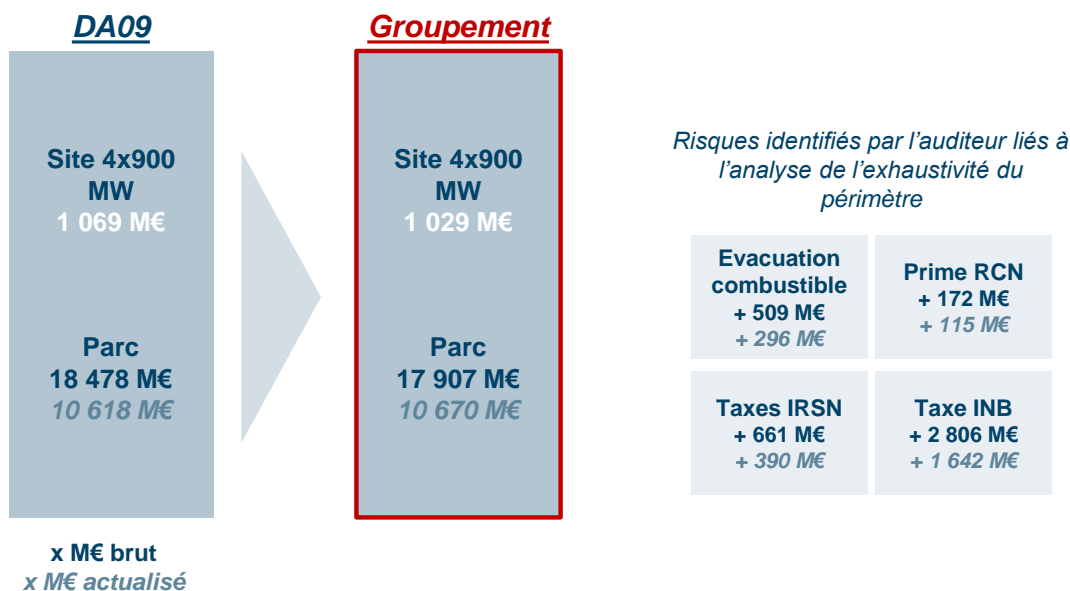 DA09
Site 4x900
MW
1 069 M€
Parc
18 478 M€
10 618 M€
x M€ brut
x M€ actualisé
Groupement
Site 4x900
MW
1 029 M€
Parc
17 907 M€
10 670 M€
Risques identifiés par l’auditeur liés à
l’analyse de l’exhaustivité du
périmètre
Evacuation
combustible
+ 509 M€
+ 296 M€
Prime RCN
+ 172 M€
+ 115 M€
Taxes IRSN
+ 661 M€
+ 390 M€
Taxe INB
+ 2 806 M€
+ 1 642 M€